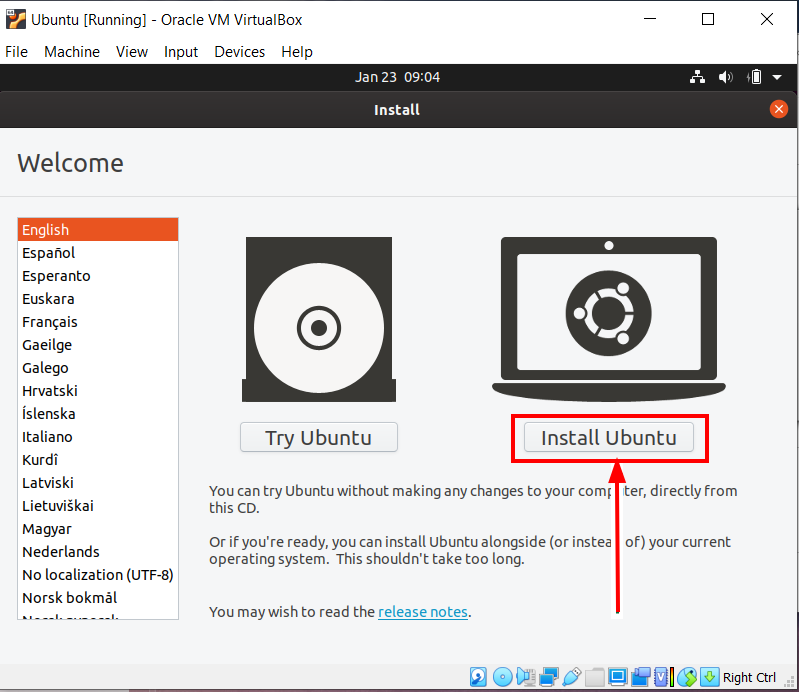 Ubuntu [Running] - Oracle VM VirtualBox
File Machine View Input Devices Help
Jan 23 09:04
Install
Welcome
English
Español
Esperanto
Euskara
Français
Gaeilge
Galego
Hrvatski
Íslenska
Italiano
Kurdî
Latviski
Lietuviškai
Magyar
Nederlands
No localization (UTF-8)
Norsk bokmål
Try Ubuntu
Install Ubuntu
You can try Ubuntu without making any changes to your computer, directly from
this CD.
Or if you're ready, you can install Ubuntu alongside (or instead of) your current
operating system. This shouldn't take too long.
You may wish to read the release notes.
Right Ctrl